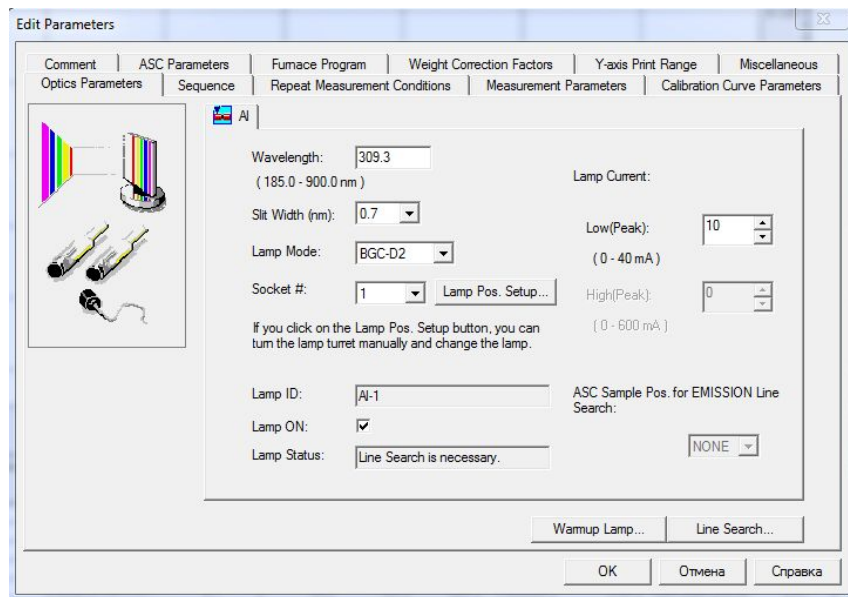 Edit Parameters
Comment
ASC Parameters
Furnace Program
Weight Correction Factors
Y-axis Print Range
Miscellaneous
Optics Parameters
Sequence
Repeat Measurement Conditions
Measurement Parameters
Calibration Curve Parameters
Al
Wavelength: 309.3
( 185.0 - 900.0 nm )
Slit Width (nm): 0.7
Lamp Mode: BGC-D2
Socket #: 1 Lamp Pos. Setup...
If you click on the Lamp Pos. Setup button, you can
turn the lamp turret manually and change the lamp.
Lamp Current:
Low(Peak): 10
( 0 - 40 mA )
High(Peak): 0
( 0 - 600 mA )
Lamp ID: Al-1
Lamp ON:
Lamp Status: Line Search is necessary.
ASC Sample Pos. for EMISSION Line
Search:
NONE
Warmup Lamp...
Line Search...
OK
Отмена
Справка